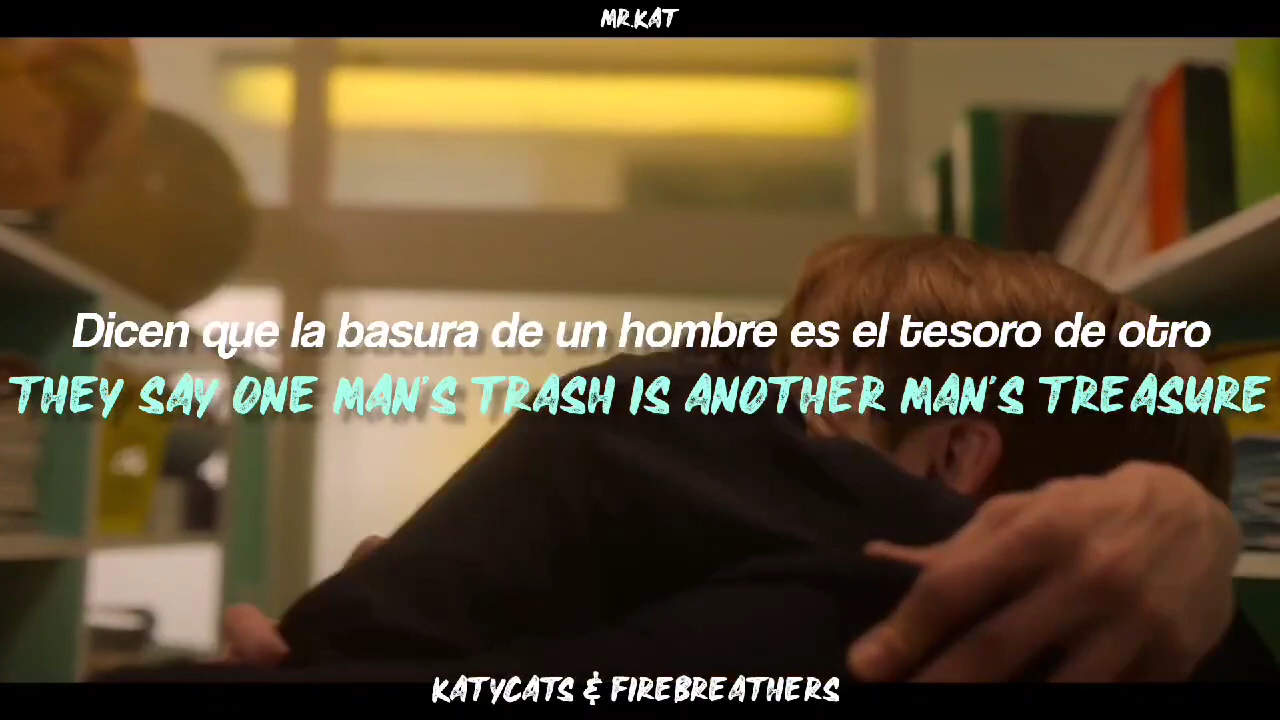 MR.KAT
Dicen que la basura de un hombre es el tesoro de otro
THEY SAY ONE MAN'S TRASH IS ANOTHER MAN'S TREASURE
KATYCATS & FIREBREATHERS